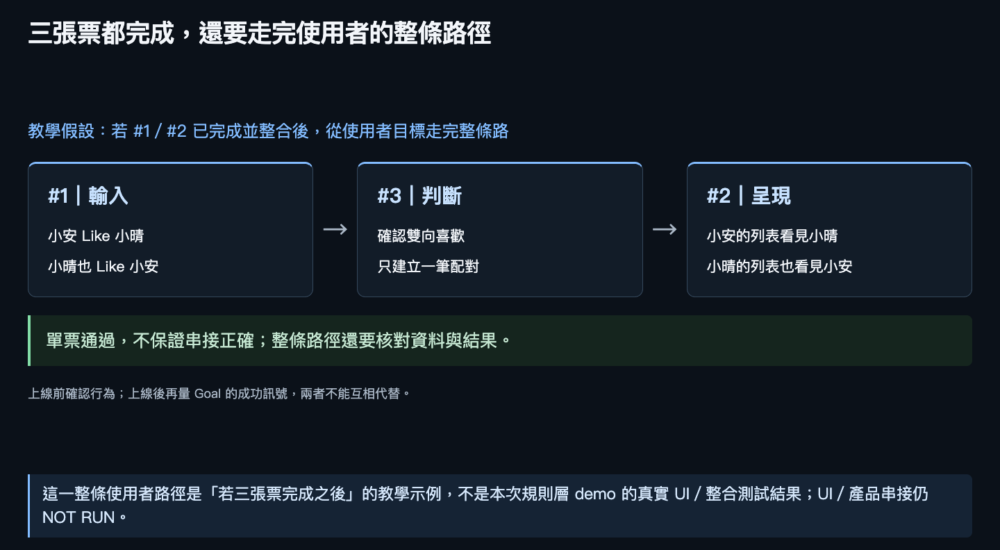 三張票都完成，還要走完使用者的整條路徑
教學假設：若 #1 / #2 已完成並整合後，從使用者目標走完整條路
#1｜輸入
小安 Like 小晴
小晴也 Like 小安
→
#3｜判斷
確認雙向喜歡
只建立一筆配對
→
#2｜呈現
小安的列表看見小晴
小晴的列表也看見小安
單票通過，不保證串接正確；整條路徑還要核對資料與結果。
上線前確認行為；上線後再量 Goal 的成功訊號，兩者不能互相代替。
這一整條使用者路徑是「若三張票完成之後」的教學示例，不是本次規則層 demo 的真實 UI / 整合測試結果；UI / 產品串接仍
NOT RUN。